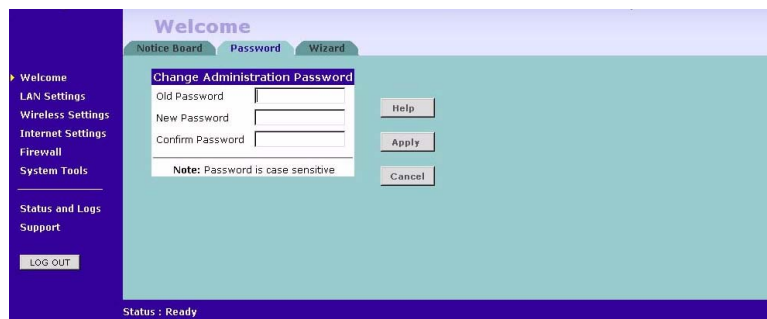 Welcome
Notice Board Password Wizard
Welcome
LAN Settings
Wireless Settings
Internet Settings
Firewall
System Tools
Status and Logs
Support
LOG OUT
Change Administration Password
Old Password
New Password
Confirm Password
Note: Password is case sensitive
Help
Apply
Cancel
Status : Ready